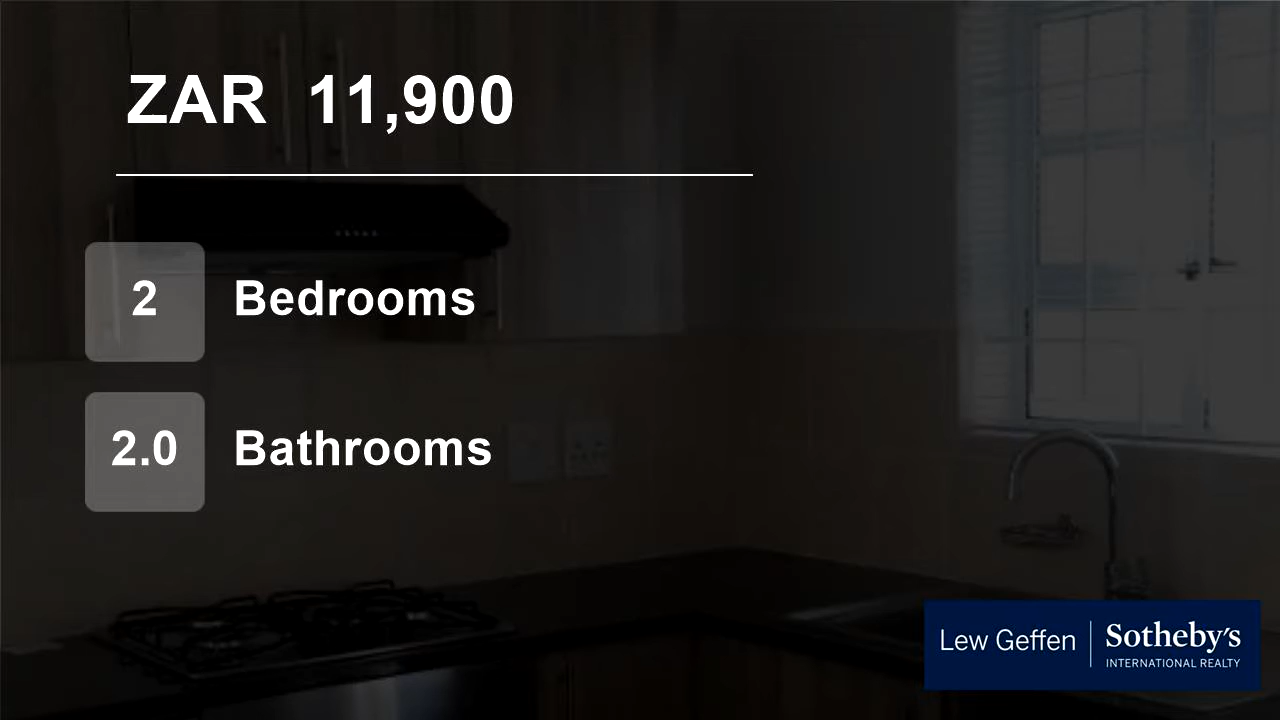 ZAR 11,900
2 Bedrooms
2.0 Bathrooms
Lew Geffen | Sotheby's
INTERNATIONAL REALTY